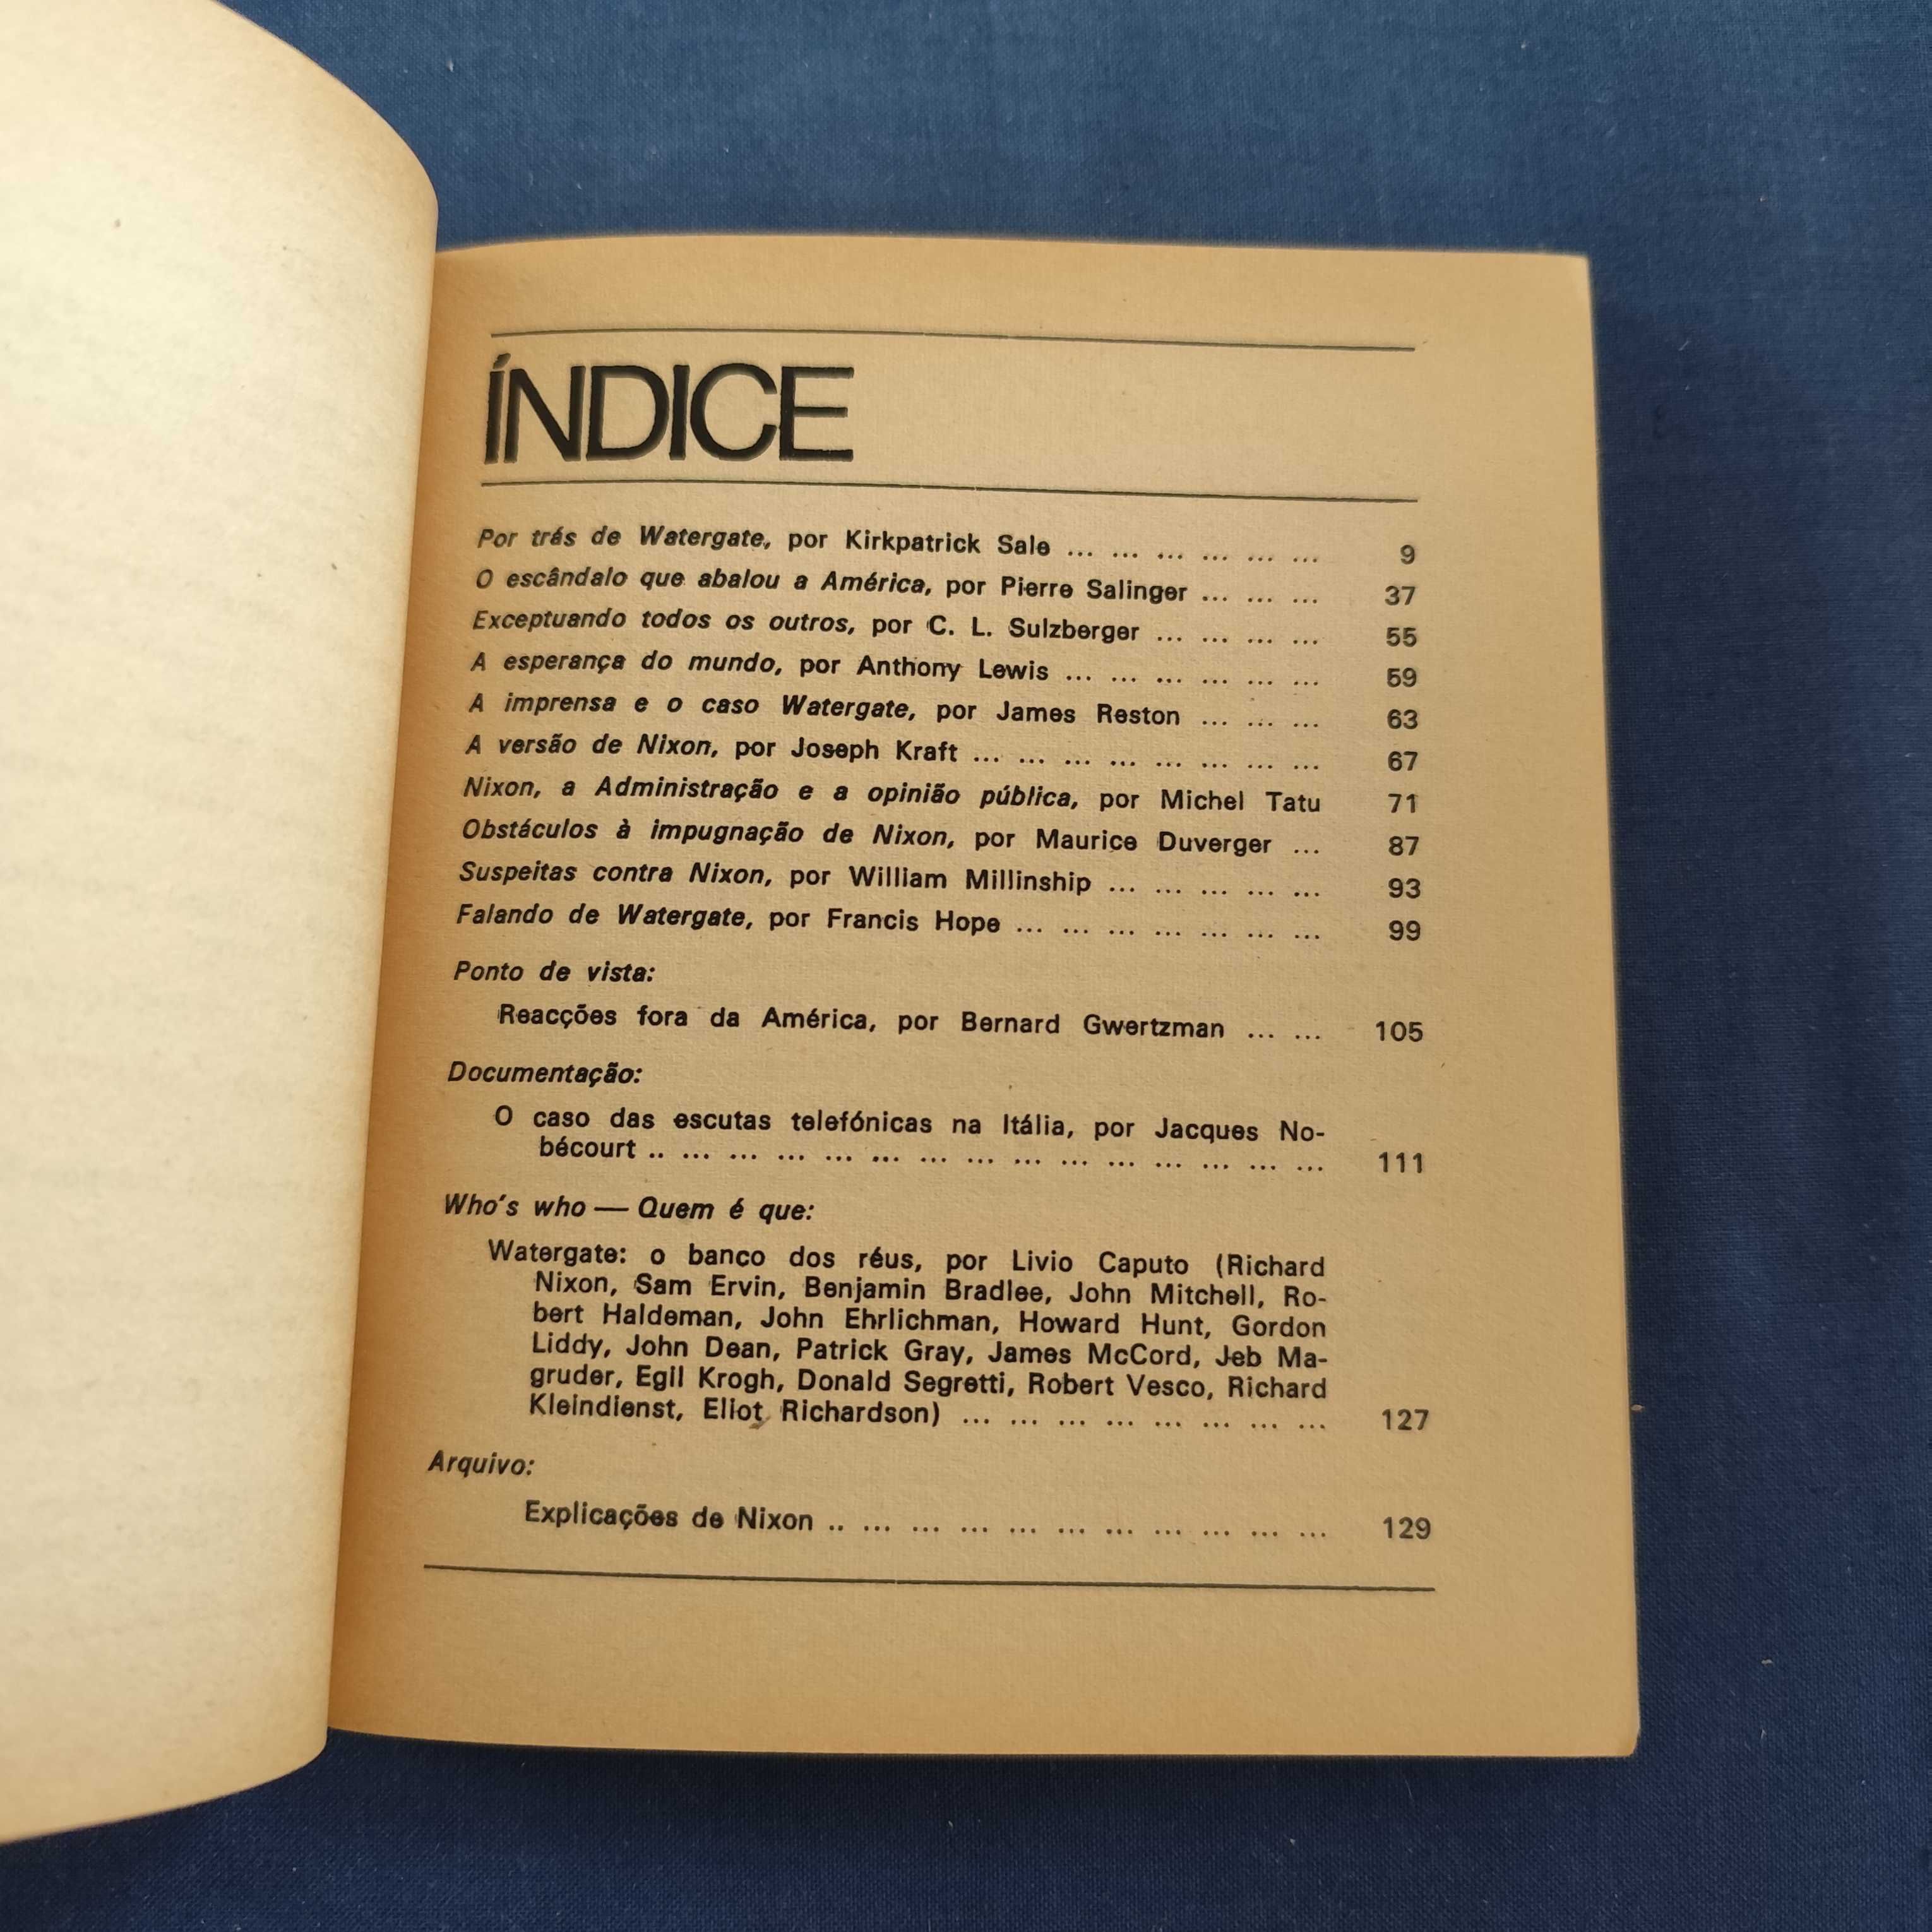 ÍNDICE
Por trás de Watergate, por Kirkpatrick Sale ... ... ... ... ... ... 9
O escândalo que abalou a América, por Pierre Salinger ... ... ... 37
Exceptuando todos os outros, por C. L. Sulzberger ... ... ... ... 55
A esperança do mundo, por Anthony Lewis ... ... ... ... ... ... 59
A imprensa e o caso Watergate, por James Reston ... ... ... 63
A versão de Nixon, por Joseph Kraft ... ... ... ... ... ... ... ... 67
Nixon, a Administração e a opinião pública, por Michel Tatu 71
Obstáculos à impugnação de Nixon, por Maurice Duverger ... 87
Suspeitas contra Nixon, por William Millinship ... ... ... ... ... 93
Falando de Watergate, por Francis Hope ... ... ... ... ... ... ... 99
Ponto de vista:
Reacções fora da América, por Bernard Gwertzman ... ... 105
Documentação:
O caso das escutas telefónicas na Itália, por Jacques No-
bécourt .. ... ... ... ... ... ... ... ... ... ... ... ... ... ... 111
Who's who — Quem é que:
Watergate: o banco dos réus, por Livio Caputo (Richard
Nixon, Sam Ervin, Benjamin Bradlee, John Mitchell, Ro-
bert Haldeman, John Ehrlichman, Howard Hunt, Gordon
Liddy, John Dean, Patrick Gray, James McCord, Jeb Ma-
gruder, Egil Krogh, Donald Segretti, Robert Vesco, Richard
Kleindienst, Eliot Richardson) ... ... ... ... ... ... ... ... 127
Arquivo:
Explicações de Nixon .. ... ... ... ... ... ... ... ... ... ... 129